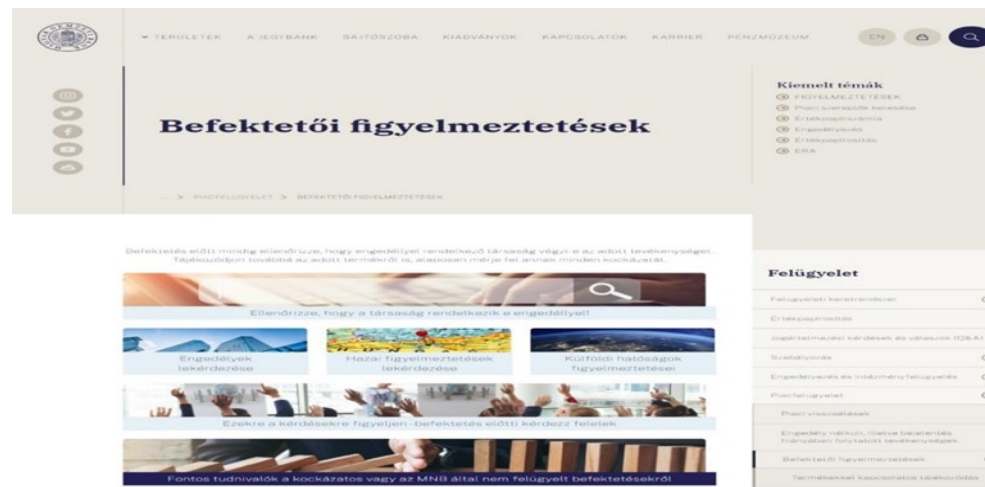 TERÜLETEK A JEGYBANK SAJTÓSZOBA KIADVÁNYOK KAPCSOLATOK KARRIER PÉNZMÚZEUM EN
Befektetői figyelmeztetések
... > PIACFELÜGYELET > BEFEKTETŐI FIGYELMEZTETÉSEK
Kiemelt témák
FIGYELMEZTETÉSEK
Piaci szereplők keresése
Értékpapírszámla
Engedélyezés
Értékpapírosítás
ERA
Befektetés előtt mindig ellenőrizze, hogy engedéllyel rendelkező társaság végzi-e az adott tevékenységet.
Tájékozódjon továbbá az adott termékről is, alaposan mérje fel annak minden kockázatát.
Ellenőrizze, hogy a társaság rendelkezik e engedéllyel!
Engedélyek
lekérdezése
Hazai figyelmeztetések
lekérdezése
Külföldi hatóságok
figyelmeztetései
Ezekre a kérdésekre figyeljen-befektetés előtti kérdezz felelek
Fontos tudnivalók a kockázatos vagy az MNB által nem felügyelt befektetésekről
Felügyelet
Felügyeleti keretrendszer
Értékpapírosítás
Jogértelmezési kérdések és válaszok (Q&A)
Szabályozás
Engedélyezés és intézményfelügyelés
Piacfelügyelet
Piaci visszaélések
Engedély nélküli, illetve bejelentés
hiányában folytatott tevékenységek
Befektetői figyelmeztetések
Termékekkel kapcsolatos tájékozódás